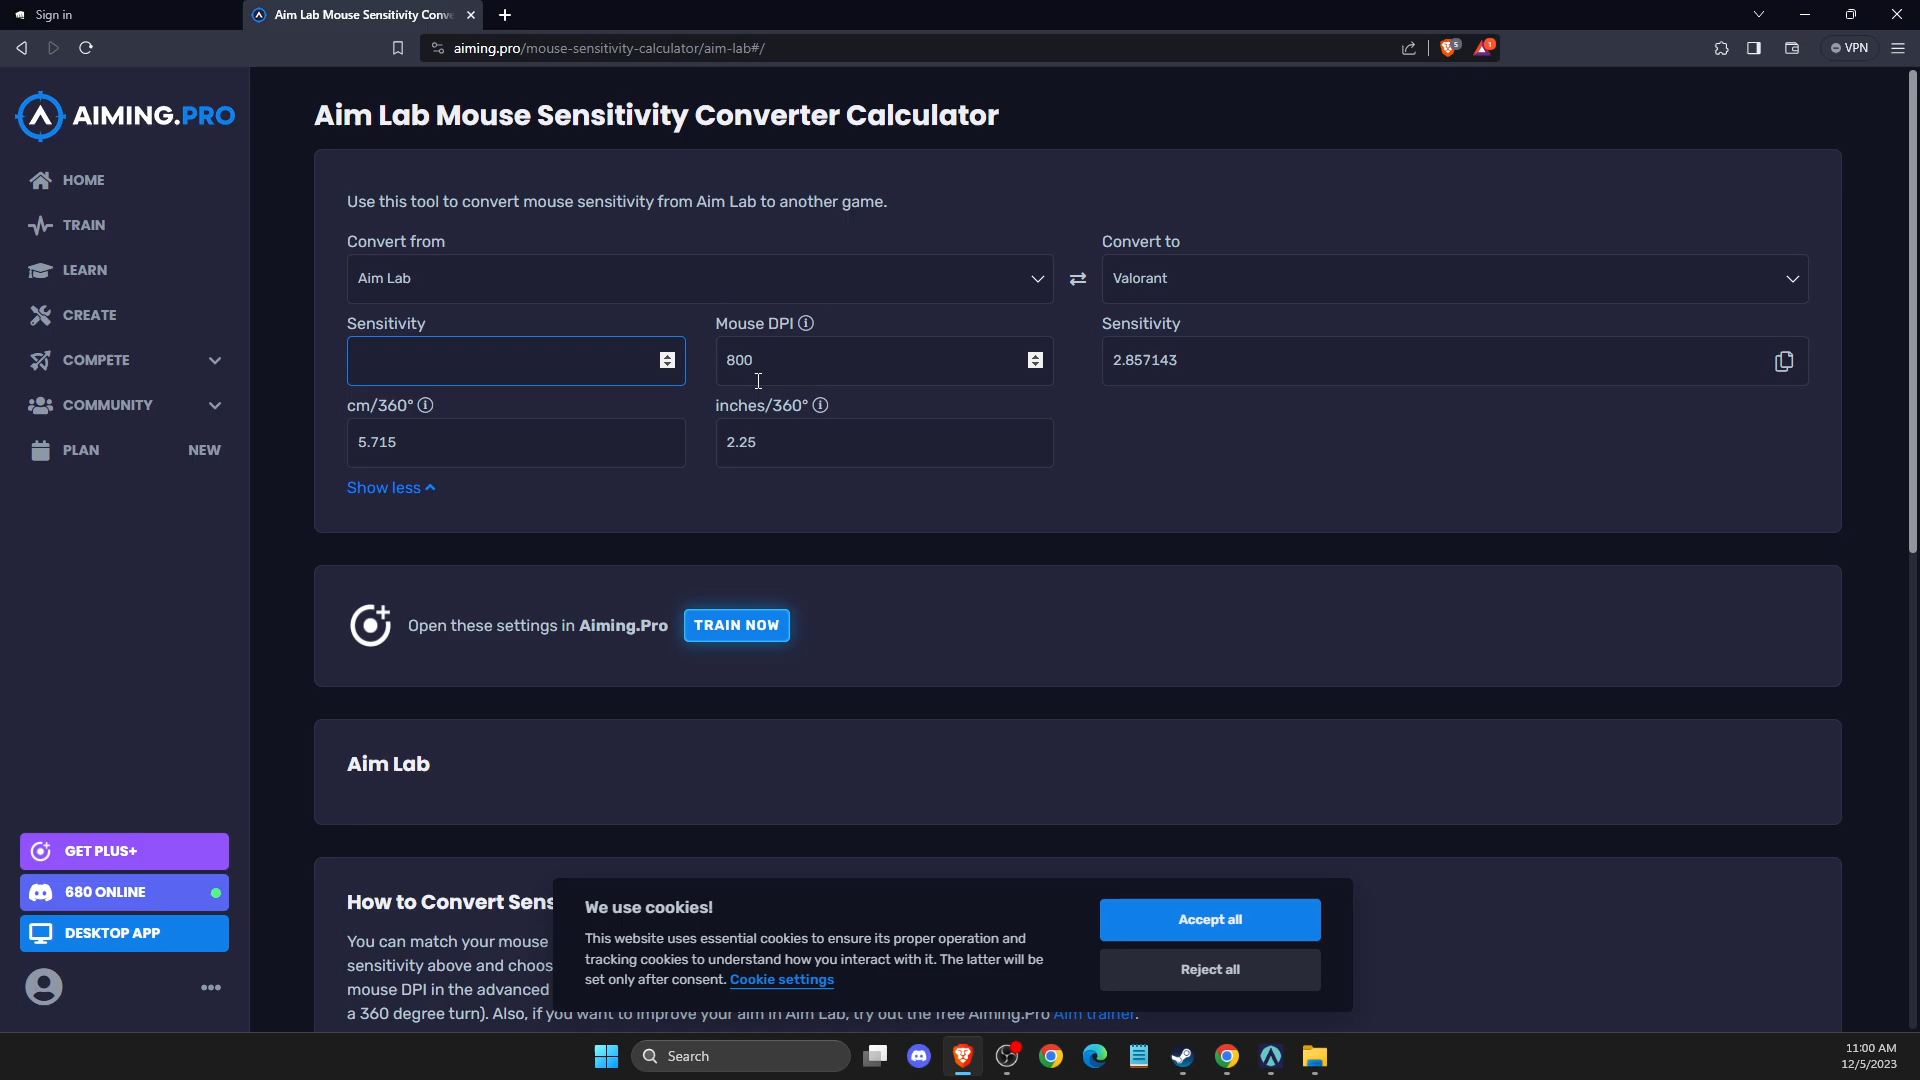 Sign in
Aim Lab Mouse Sensitivity Conve
aiming.pro/mouse-sensitivity-calculator/aim-lab#/
5
1
VPN
AIMING.PRO
HOME
TRAIN
LEARN
CREATE
COMPETE
COMMUNITY
PLAN NEW
GET PLUS+
680 ONLINE
DESKTOP APP
Aim Lab Mouse Sensitivity Converter Calculator
Use this tool to convert mouse sensitivity from Aim Lab to another game.
Convert from
Convert to
Aim Lab
Valorant
Sensitivity
Mouse DPI
Sensitivity
800
2.857143
cm/360°
inches/360°
5.715
2.25
Show less
Open these settings in Aiming.Pro TRAIN NOW
Aim Lab
How to Convert Sens
You can match your mouse
sensitivity above and choos
mouse DPI in the advanced
a 360 degree turn). Also, if you want to improve your aim in Aim Lab, try out the free Aiming.Pro Aim trainer.
We use cookies!
This website uses essential cookies to ensure its proper operation and
tracking cookies to understand how you interact with it. The latter will be
set only after consent. Cookie settings
Accept all
Reject all
Search
11:00 AM
12/5/2023